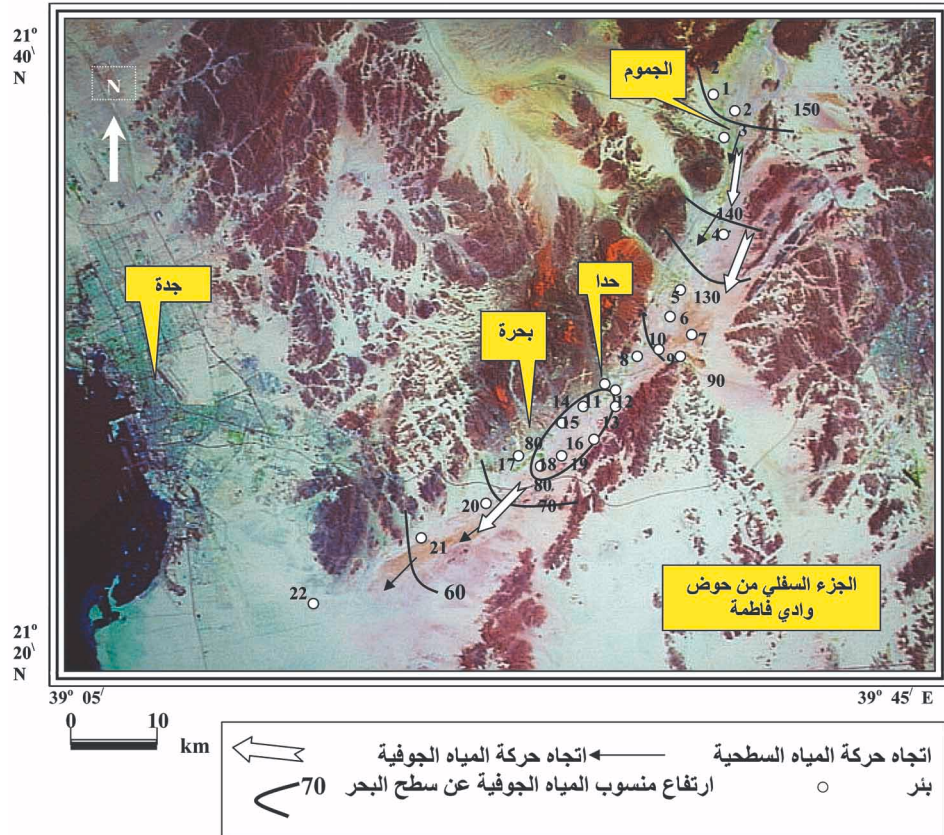 21°
40\
N
N
الجموم
1
2
3
150
140
4
جدة
حدا
بحرة
5
130
6
7
10
8
9
90
14
11
12
15
13
80
16
17
18
19
80
20
70
21
22
60
الجزء السفلي من حوض
وادي فاطمة
21°
20\
N
39° 05/
39° 45/ E
0
10
km
اتجاه حركة المياه السطحية
اتجاه حركة المياه الجوفية
بئر
ارتفاع منسوب المياه الجوفية عن سطح البحر
70